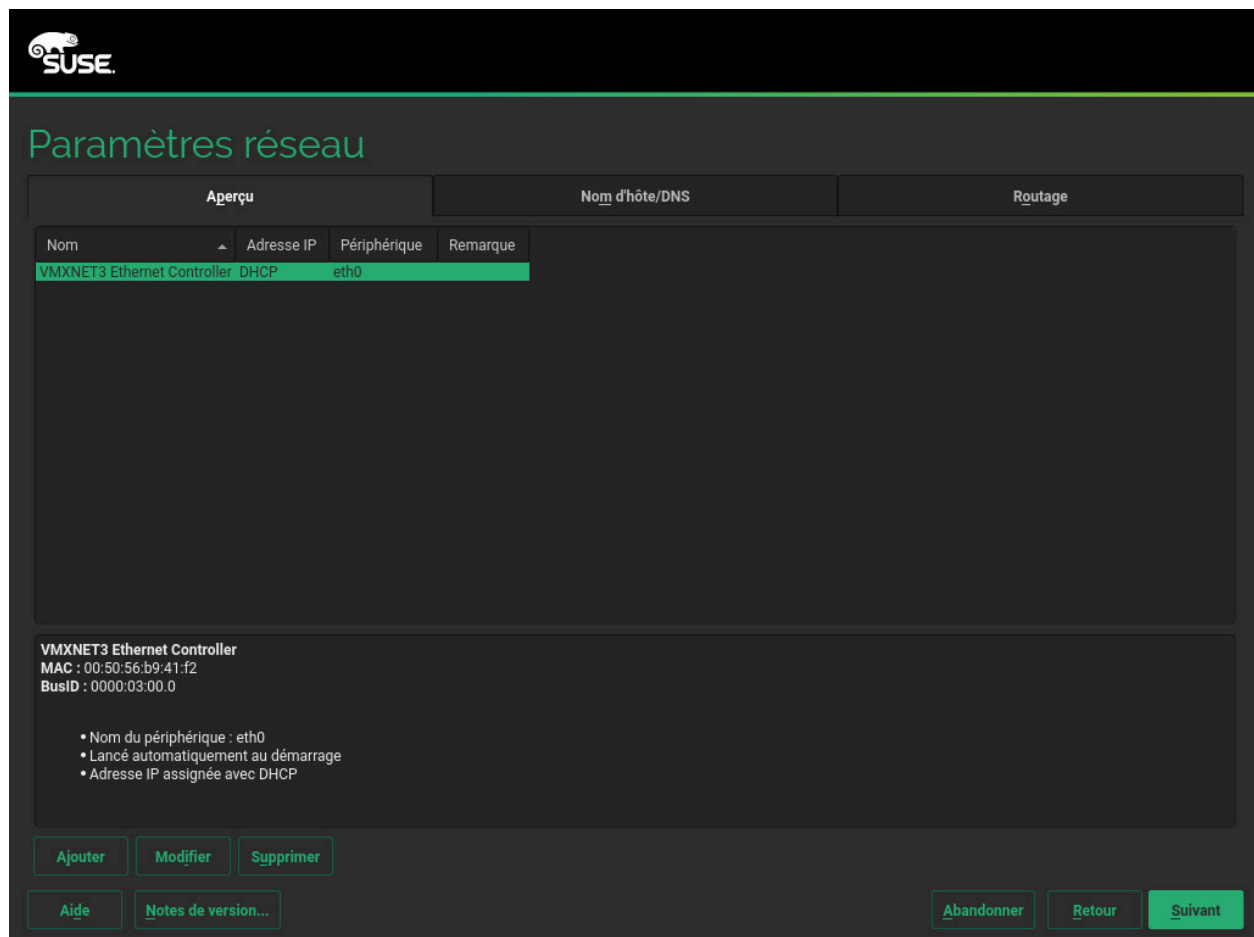 SUSE.
Paramètres réseau
Aperçu Nom d'hôte/DNS Routage
Nom Adresse IP Périphérique Remarque
VMXNET3 Ethernet Controller DHCP eth0
VMXNET3 Ethernet Controller
MAC : 00:50:56:b9:41:f2
BusID : 0000:03:00.0
• Nom du périphérique : eth0
• Lancé automatiquement au démarrage
• Adresse IP assignée avec DHCP
Ajouter Modifier Supprimer
Aide Notes de version... Abandonner Retour Suivant